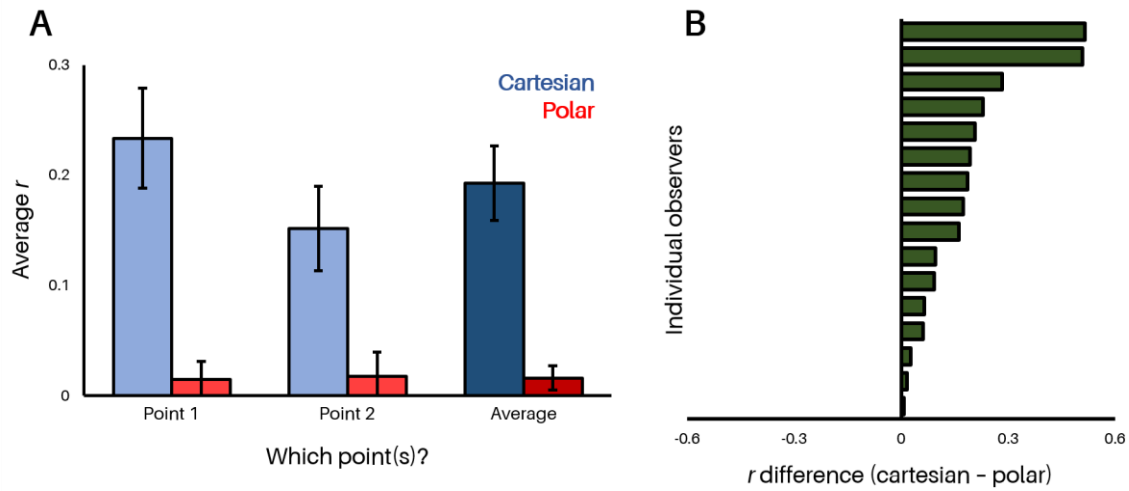 A
0.3
0.2
0.1
0
Average r
Cartesian
Polar
Point 1
Point 2
Average
Which point(s)?
B
Individual observers
-0.6
-0.3
0
0.3
0.6
r difference (cartesian – polar)